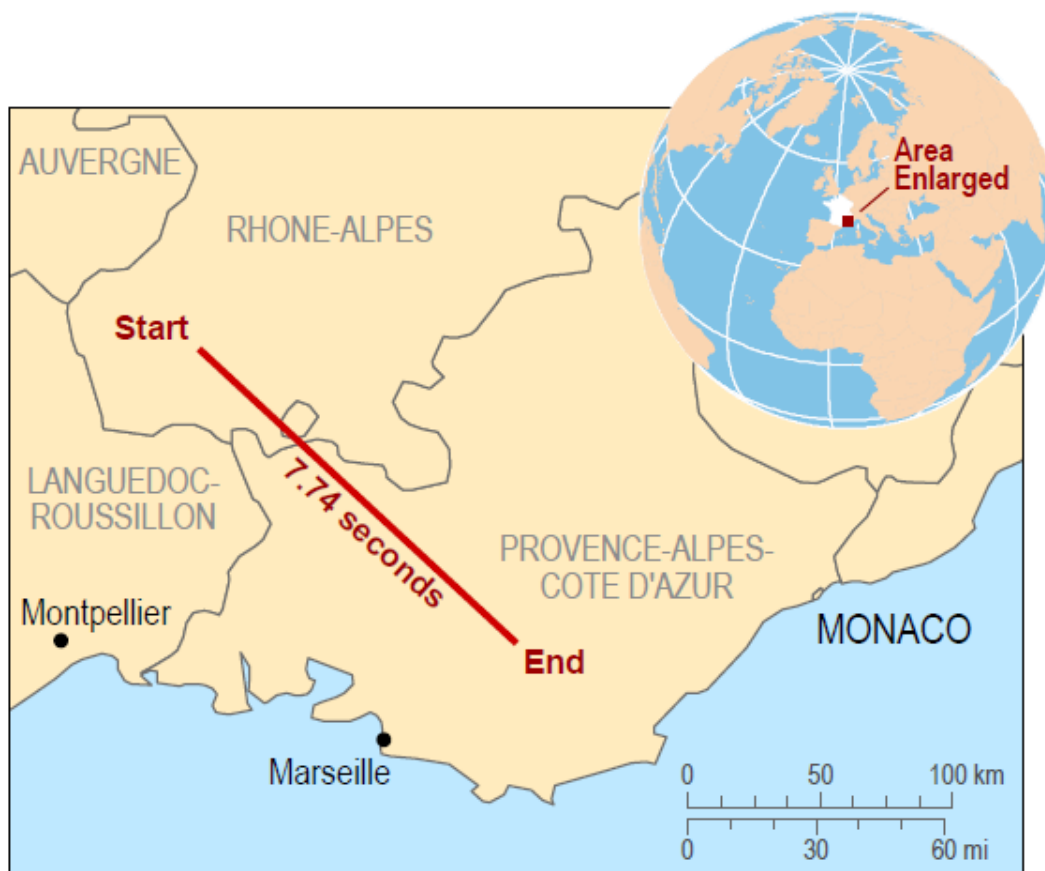 AUVERGNE
RHONE-ALPES
Area
Enlarged
Start
LANGUEDOC-
ROUSSILLON
7.74 seconds
PROVENCE-ALPES-
COTE D'AZUR
Montpellier
MONACO
End
Marseille
0 50 100 km
0 30 60 mi